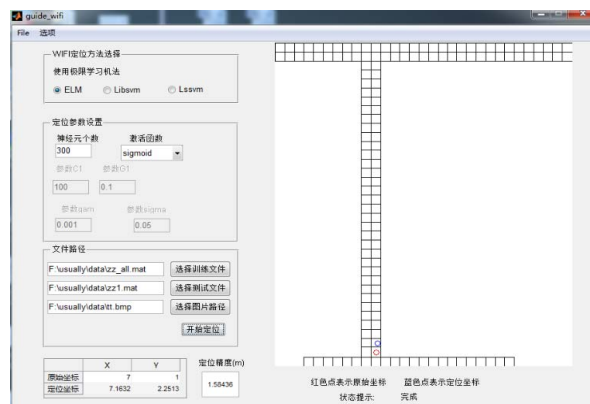 guide_wifi
File 选项
WIFI定位方法选择
使用极限学习机法
ELM Libsvm Lssvm
定位参数设置
神经元个数 激活函数
300 sigmoid
参数C1 参数G1
100 0.1
参数gam 参数sigma
0.001 0.05
文件路径
F:\usually\data\zz_all.mat 选择训练文件
F:\usually\data\zz1.mat 选择测试文件
F:\usually\data\tt.bmp 选择图片路径
开始定位
X Y 定位精度(m)
原始坐标 7 1
定位坐标 7.1632 2.2513
1.58436
红色点表示原始坐标 蓝色点表示定位坐标
状态提示: 完成